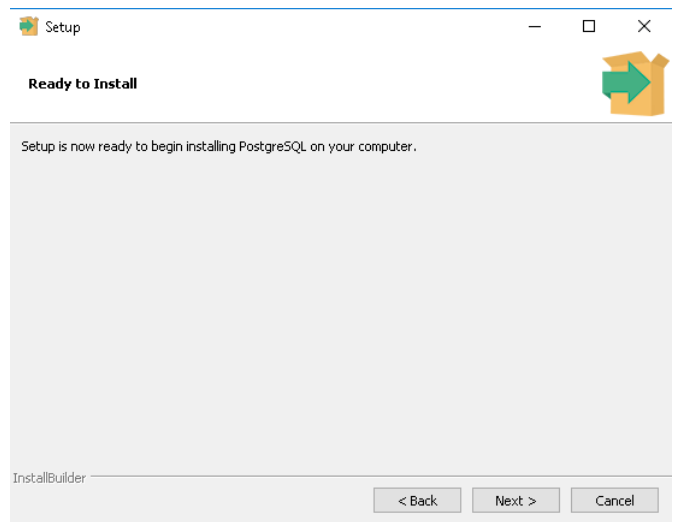 Setup
Ready to Install
Setup is now ready to begin installing PostgreSQL on your computer.
InstallBuilder
< Back
Next >
Cancel